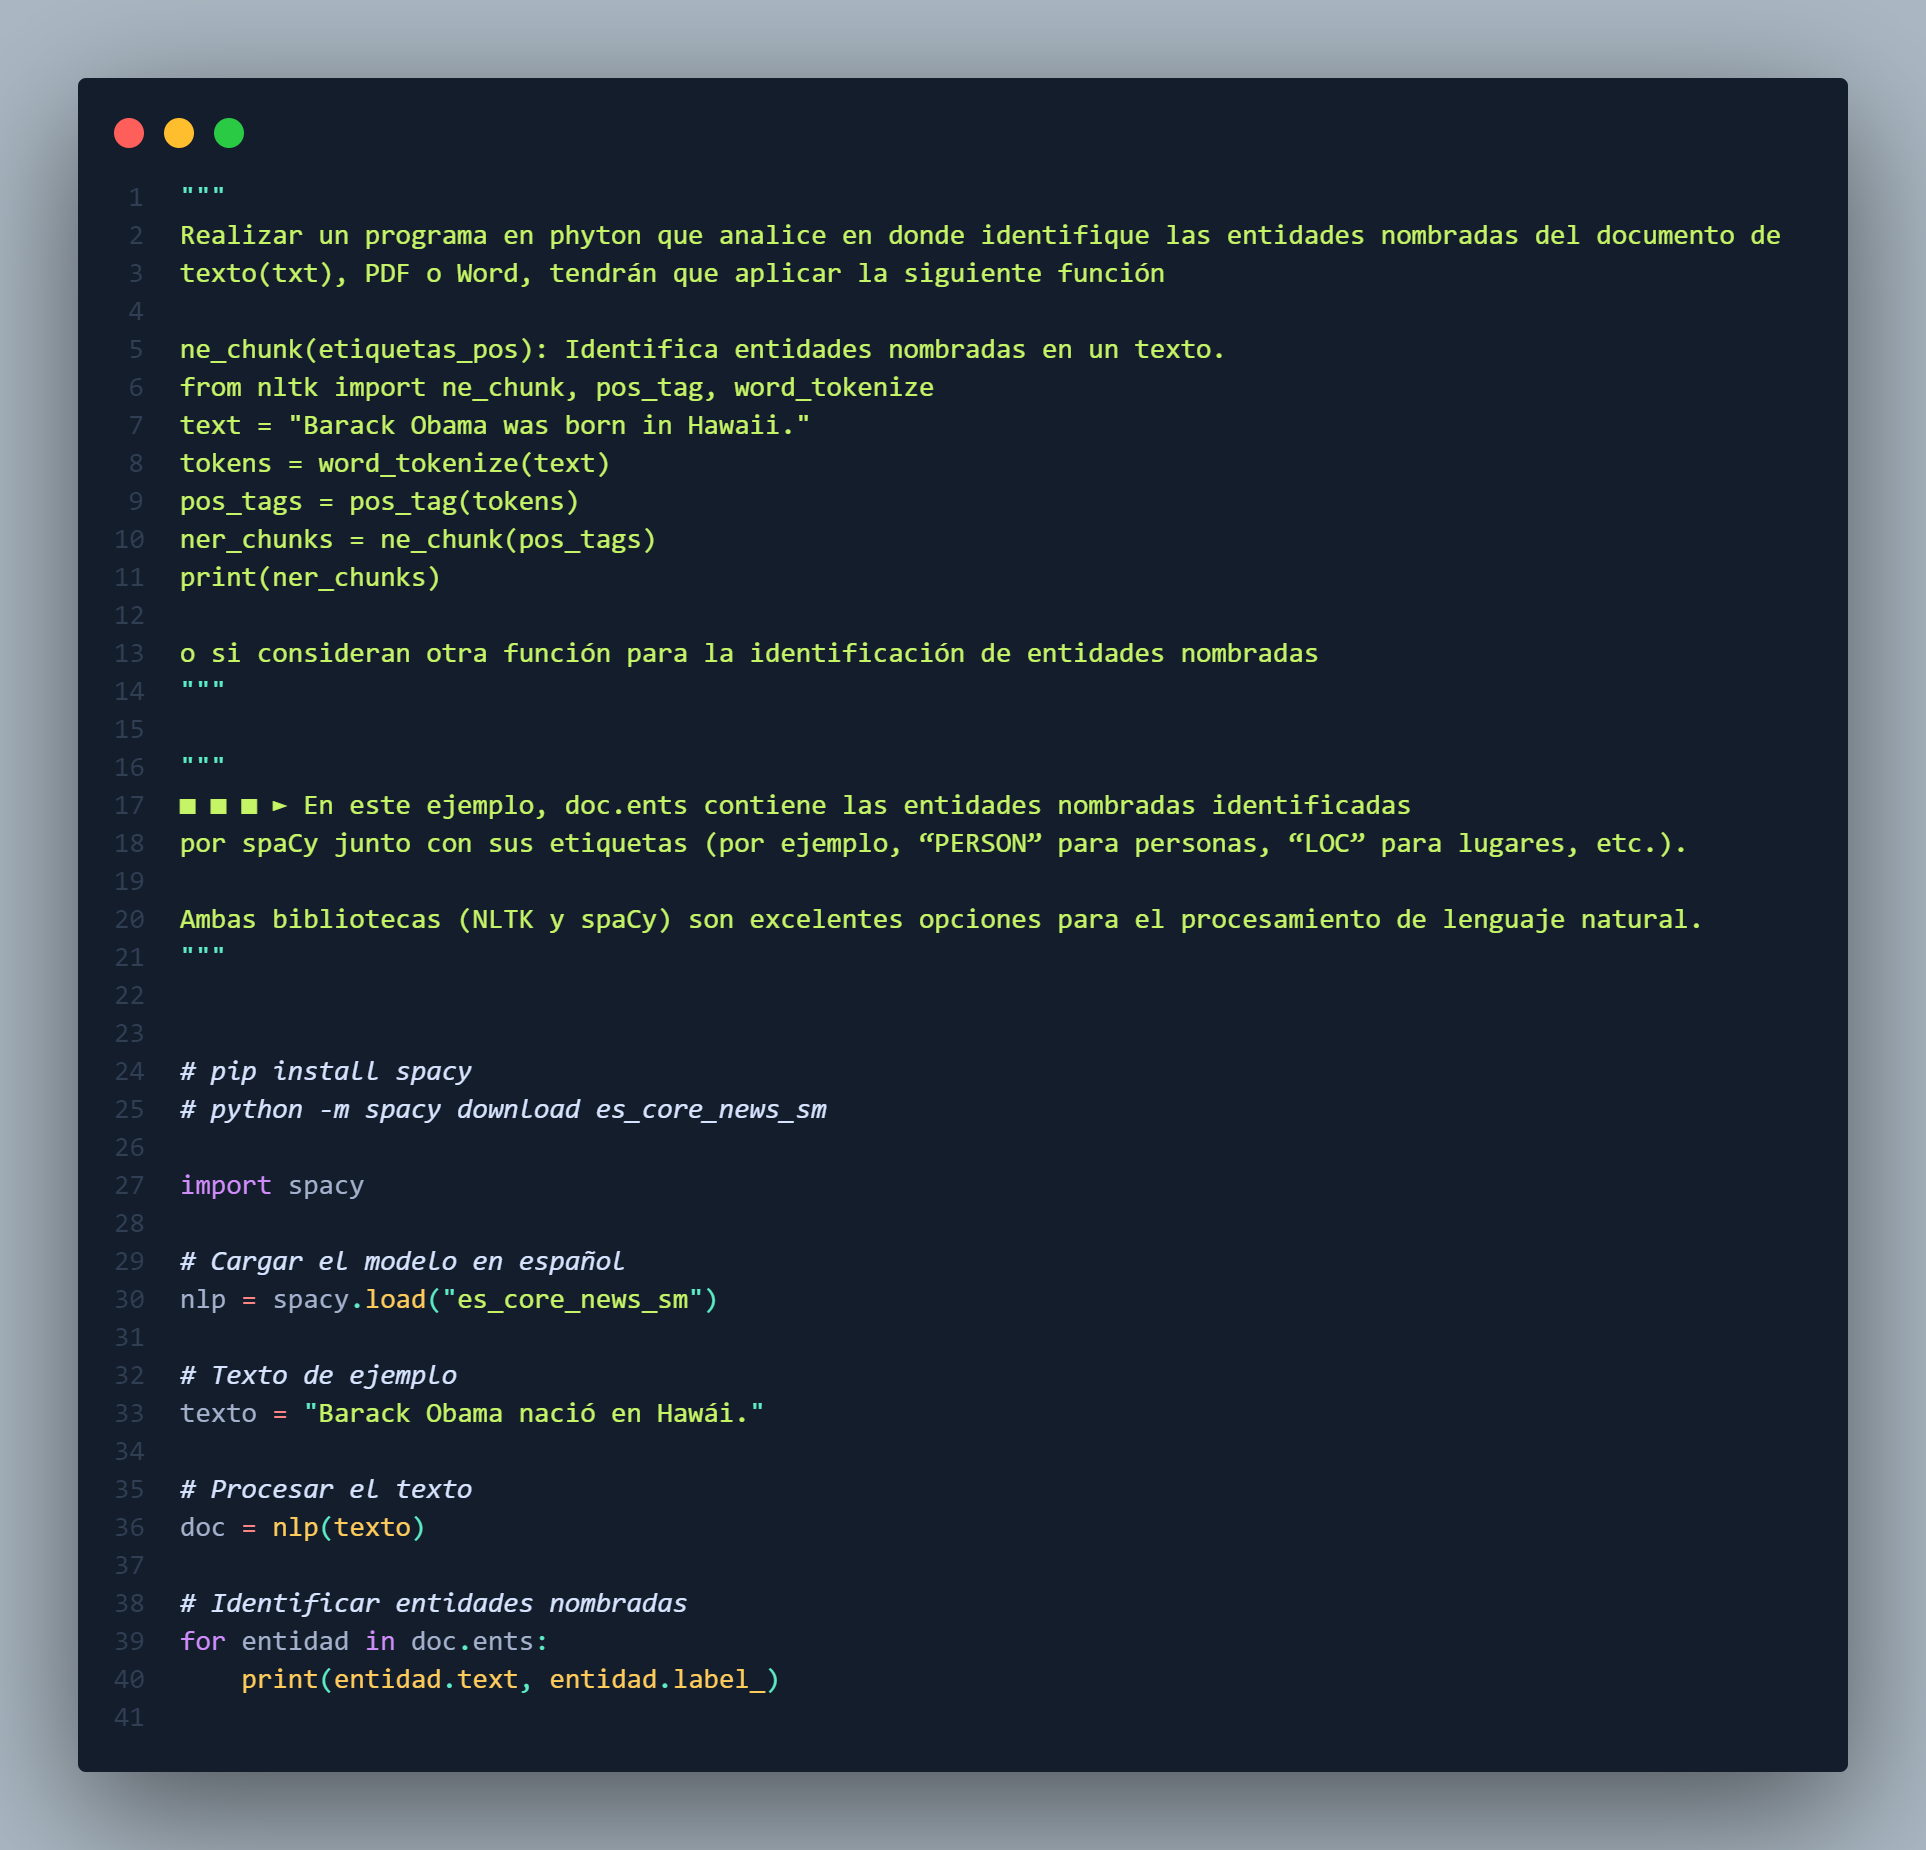 1 """
2 Realizar un programa en phyton que analice en donde identifique las entidades nombradas del documento de
3 texto(txt), PDF o Word, tendrán que aplicar la siguiente función
4
5 ne_chunk(etiquetas_pos): Identifica entidades nombradas en un texto.
6 from nltk import ne_chunk, pos_tag, word_tokenize
7 text = "Barack Obama was born in Hawaii."
8 tokens = word_tokenize(text)
9 pos_tags = pos_tag(tokens)
10 ner_chunks = ne_chunk(pos_tags)
11 print(ner_chunks)
12
13 o si consideran otra función para la identificación de entidades nombradas
14 """
15
16 """
17 ■ ■ ■ ► En este ejemplo, doc.ents contiene las entidades nombradas identificadas
18 por spaCy junto con sus etiquetas (por ejemplo, “PERSON” para personas, “LOC” para lugares, etc.).
19
20 Ambas bibliotecas (NLTK y spaCy) son excelentes opciones para el procesamiento de lenguaje natural.
21 """
22
23
24 # pip install spacy
25 # python -m spacy download es_core_news_sm
26
27 import spacy
28
29 # Cargar el modelo en español
30 nlp = spacy.load("es_core_news_sm")
31
32 # Texto de ejemplo
33 texto = "Barack Obama nació en Hawái."
34
35 # Procesar el texto
36 doc = nlp(texto)
37
38 # Identificar entidades nombradas
39 for entidad in doc.ents:
40     print(entidad.text, entidad.label_)
41